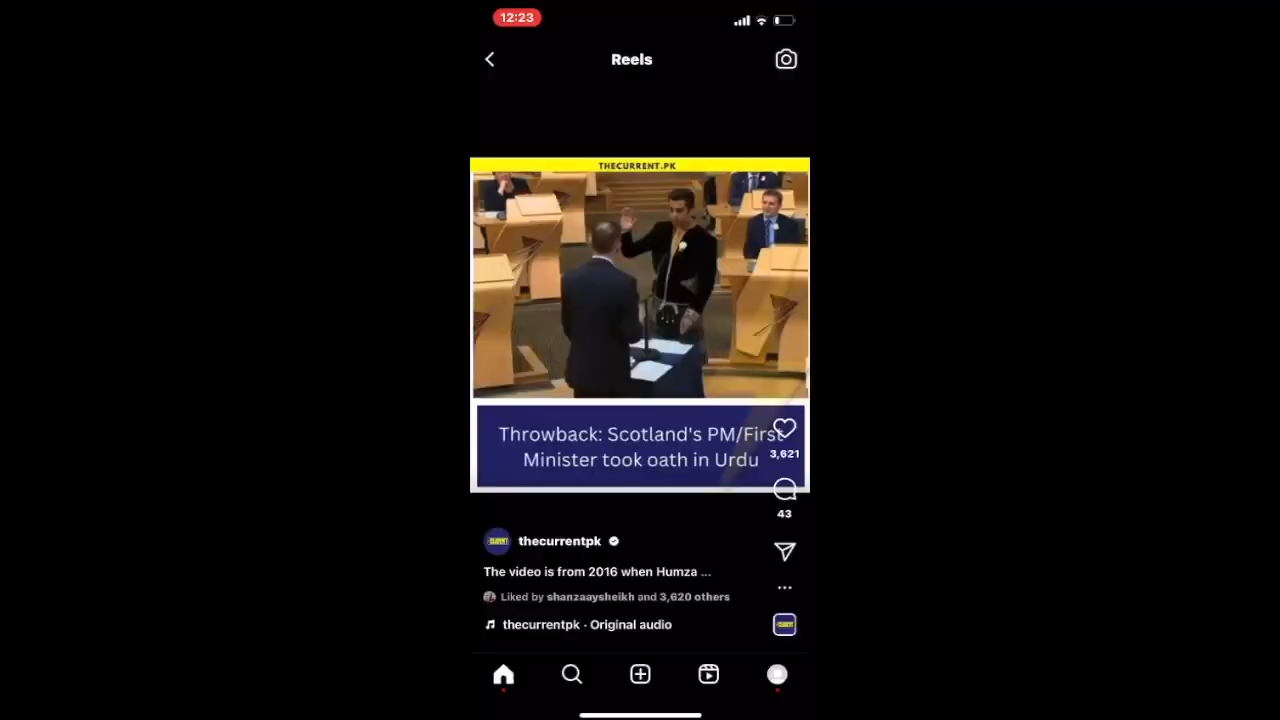 12:23
Reels
THECURRENT.PK
Throwback: Scotland's PM/First
Minister took oath in Urdu
3,621
43
thecurrentpk
The video is from 2016 when Humza ...
Liked by shanzaaysheikh and 3,620 others
thecurrentpk · Original audio